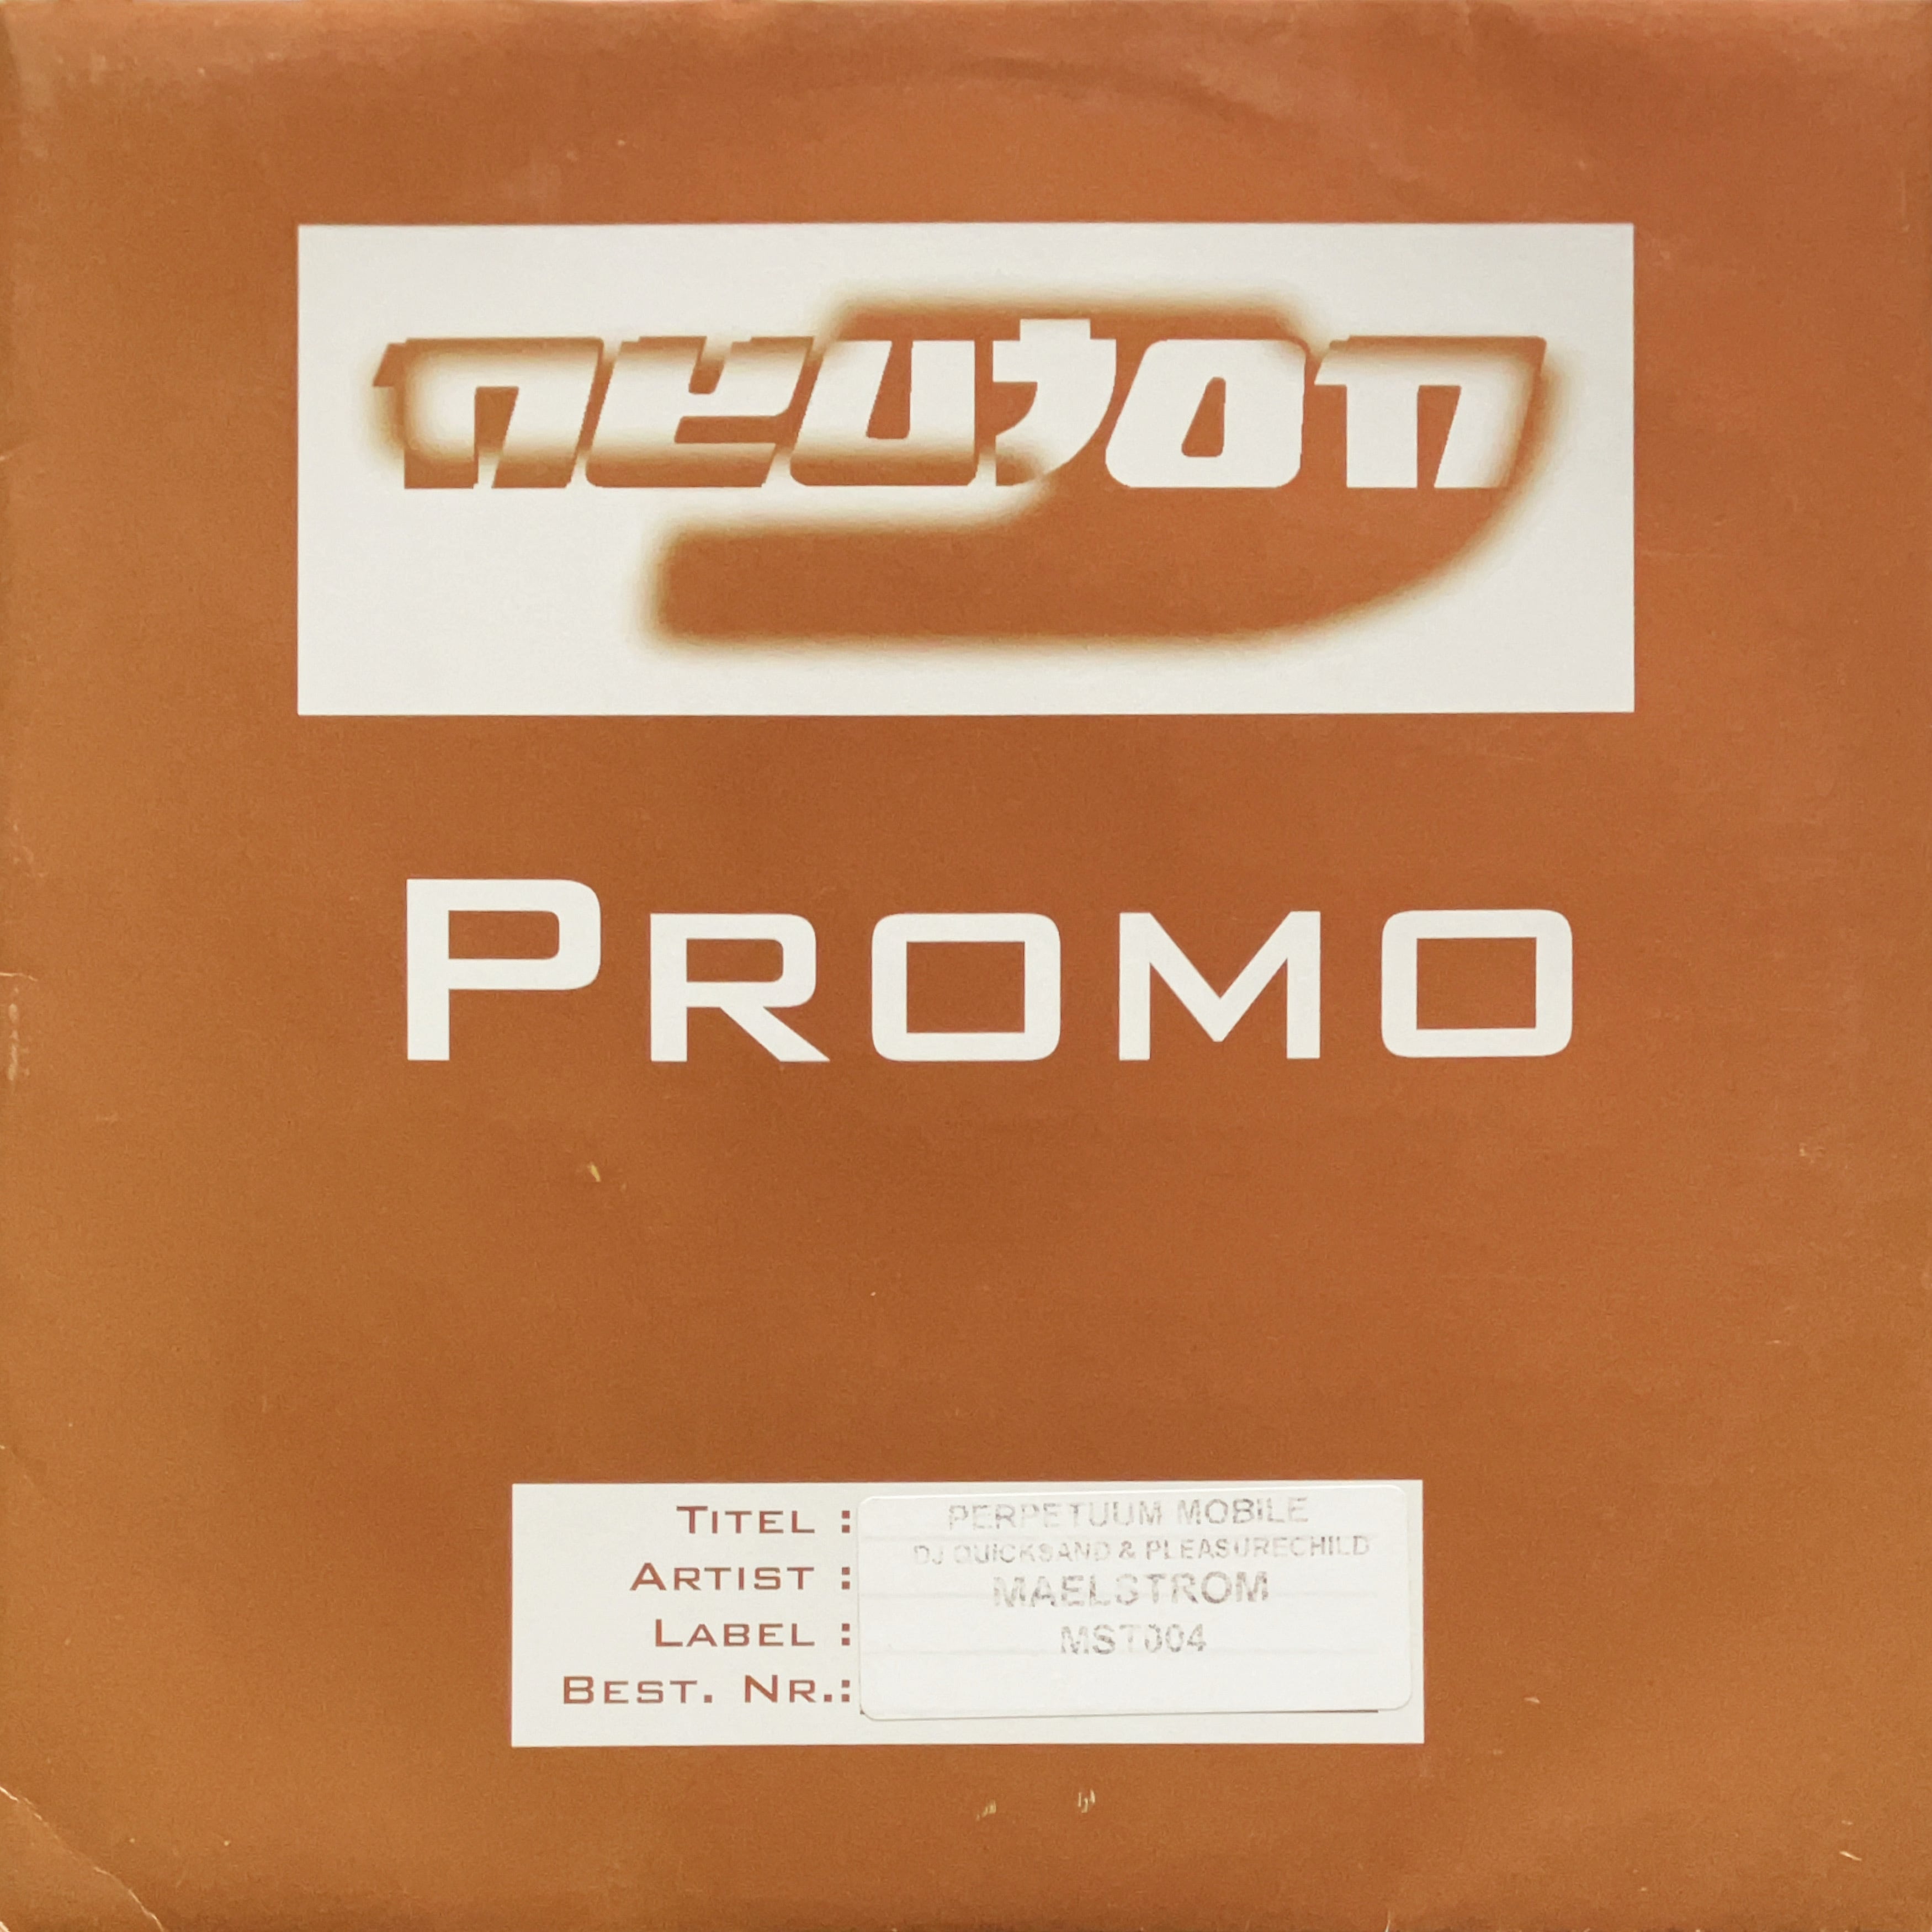 neuton
PROMO
TITEL : PERPETUUM MOBILE
ARTIST : DJ QUICKSAND & PLEASURECHILD
LABEL : MAELSTROM
BEST. NR.: MST004